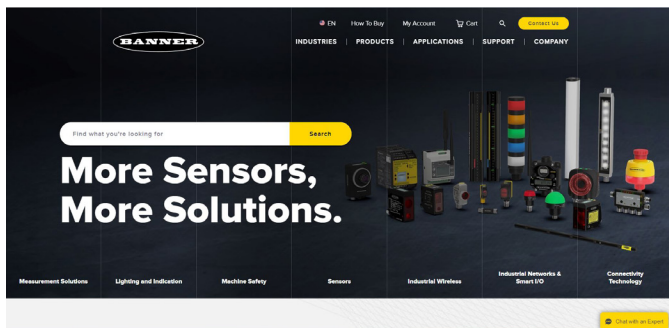 EN How To Buy My Account Cart Contact Us
BANNER
INDUSTRIES | PRODUCTS | APPLICATIONS | SUPPORT | COMPANY
Find what you're looking for Search
More Sensors,
More Solutions.
Measurement Solutions Lighting and Indication Machine Safety Sensors Industrial Wireless Industrial Networks & Smart I/O Connectivity Technology
Chat with an Expert